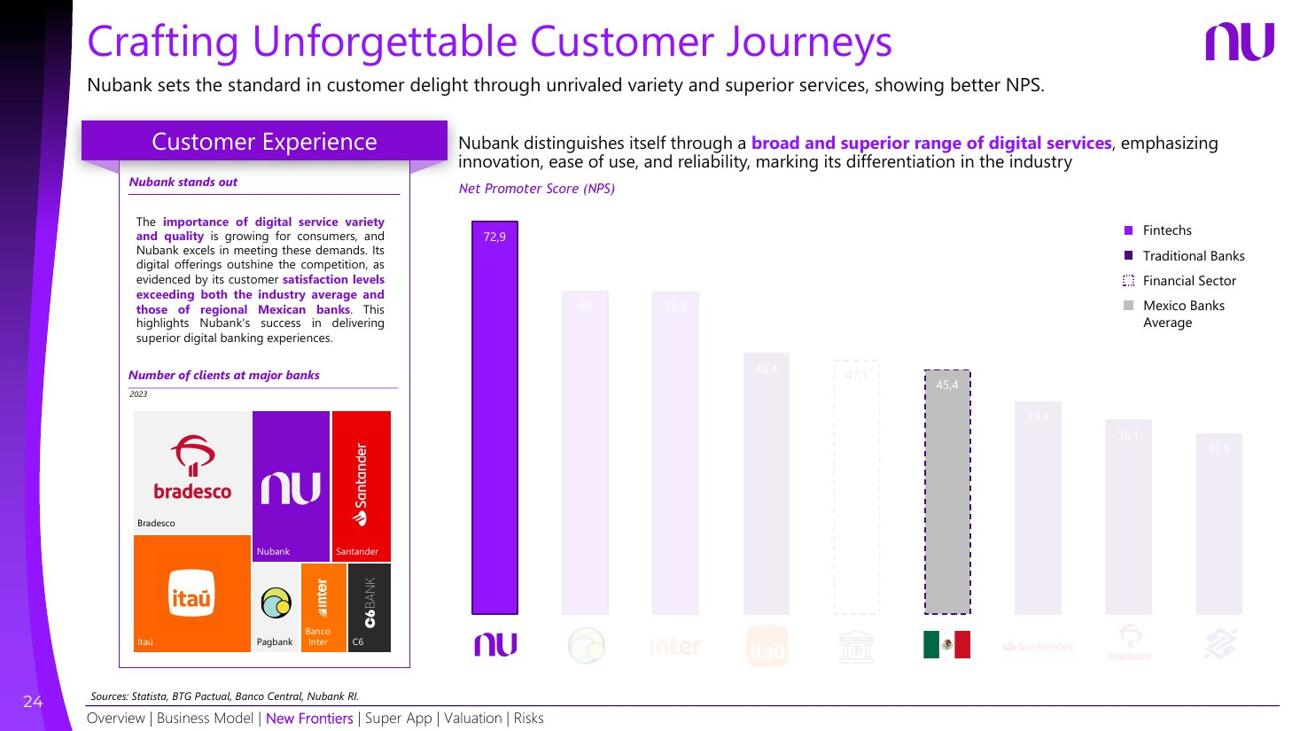 Crafting Unforgettable Customer Journeys
nu
Nubank sets the standard in customer delight through unrivaled variety and superior services, showing better NPS.
Customer Experience
Nubank stands out
The importance of digital service variety
and quality is growing for consumers, and
Nubank excels in meeting these demands. Its
digital offerings outshine the competition, as
evidenced by its customer satisfaction levels
exceeding both the industry average and
those of regional Mexican banks. This
highlights Nubank's success in delivering
superior digital banking experiences.
Number of clients at major banks
2023
bradesco
Bradesco
nu
Nubank
Santander
Santander
itaú
Itaú
Pagbank
inter
Banco
Inter
C6BANK
C6
Nubank distinguishes itself through a broad and superior range of digital services, emphasizing
innovation, ease of use, and reliability, marking its differentiation in the industry
Net Promoter Score (NPS)
72,9
60
59,8
48,4
47,1
45,4
39,4
36,1
33,5
Fintechs
Traditional Banks
Financial Sector
Mexico Banks
Average
nu
inter
itaú
Santander
bradesco
Sources: Statista, BTG Pactual, Banco Central, Nubank RI.
24
Overview | Business Model | New Frontiers | Super App | Valuation | Risks